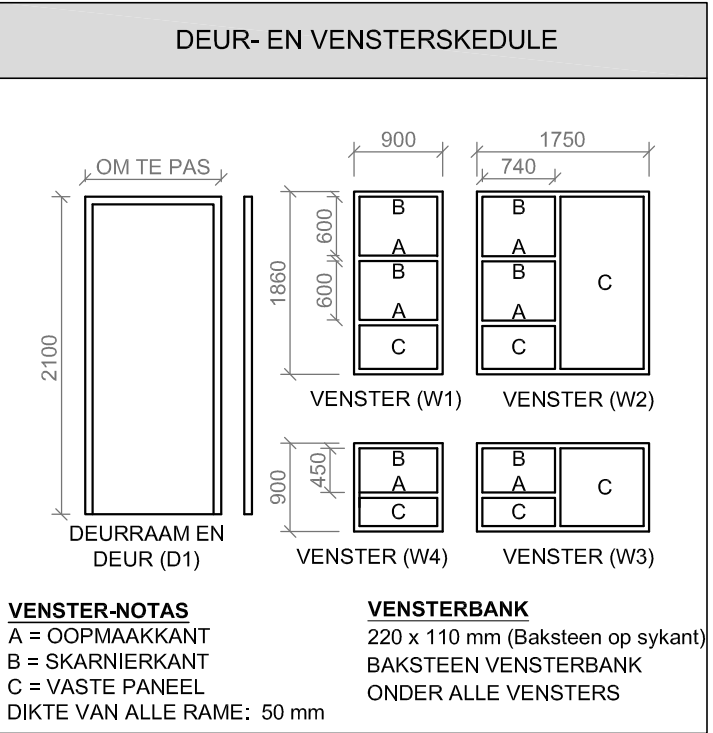 DEUR- EN VENSTERSKEDULE
OM TE PAS
2100
DEURRAAM EN
DEUR (D1)
900
1860
600
600
B
A
B
A
C
VENSTER (W1)
1750
740
B
A
B
A
C
C
VENSTER (W2)
900
450
B
A
C
VENSTER (W4)
B
A
C
C
VENSTER (W3)
VENSTER-NOTAS
A = OOPMAAKKANT
B = SKARNIERKANT
C = VASTE PANEEL
DIKTE VAN ALLE RAME: 50 mm
VENSTERBANK
220 x 110 mm (Baksteen op sykant)
BAKSTEEN VENSTERBANK
ONDER ALLE VENSTERS